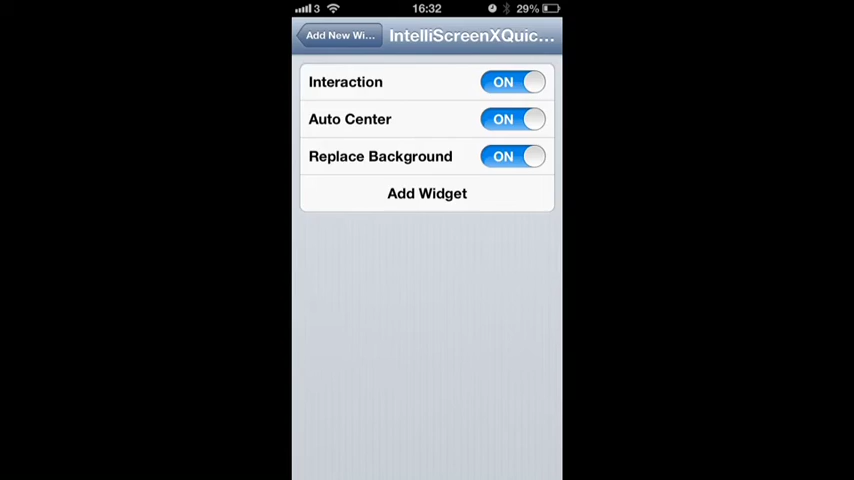 3 16:32 29%
Add New Wi... IntelliScreenXQuic...
Interaction ON
Auto Center ON
Replace Background ON
Add Widget